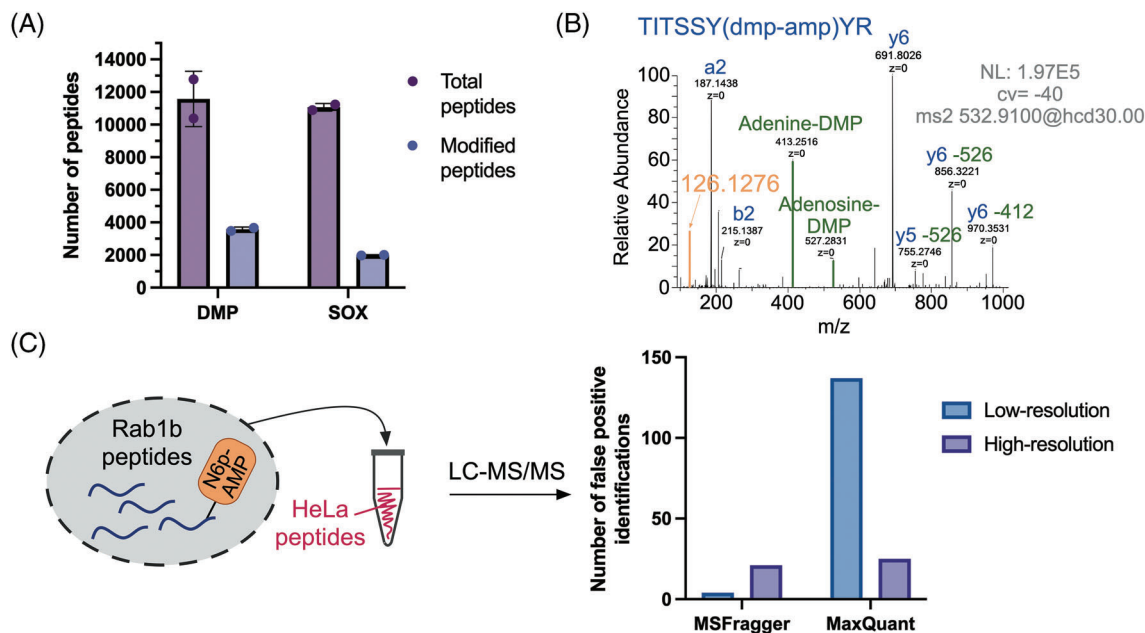 (A)
14000
12000
10000
8000
6000
4000
2000
0
Number of peptides
DMP
SOX
Total
peptides
Modified
peptides
(B)
TITSSY(dmp-amp)YR
y6
691.8026
z=0
a2
187.1438
z=0
NL: 1.97E5
cv= -40
ms2 532.9100@hcd30.00
Adenine-DMP
413.2516
z=0
y6 -526
856.3221
z=0
126.1276
b2
215.1387
z=0
Adenosine-
DMP
527.2831
z=0
y5 -526
755.2746
z=0
y6 -412
970.3531
z=0
100
80
60
40
20
0
Relative Abundance
200
400
600
800
1000
m/z
(C)
Rab1b
peptides
N6p-
AMP
HeLa
peptides
LC-MS/MS
150
100
50
0
Number of false positive
identifications
MSFragger
MaxQuant
Low-resolution
High-resolution